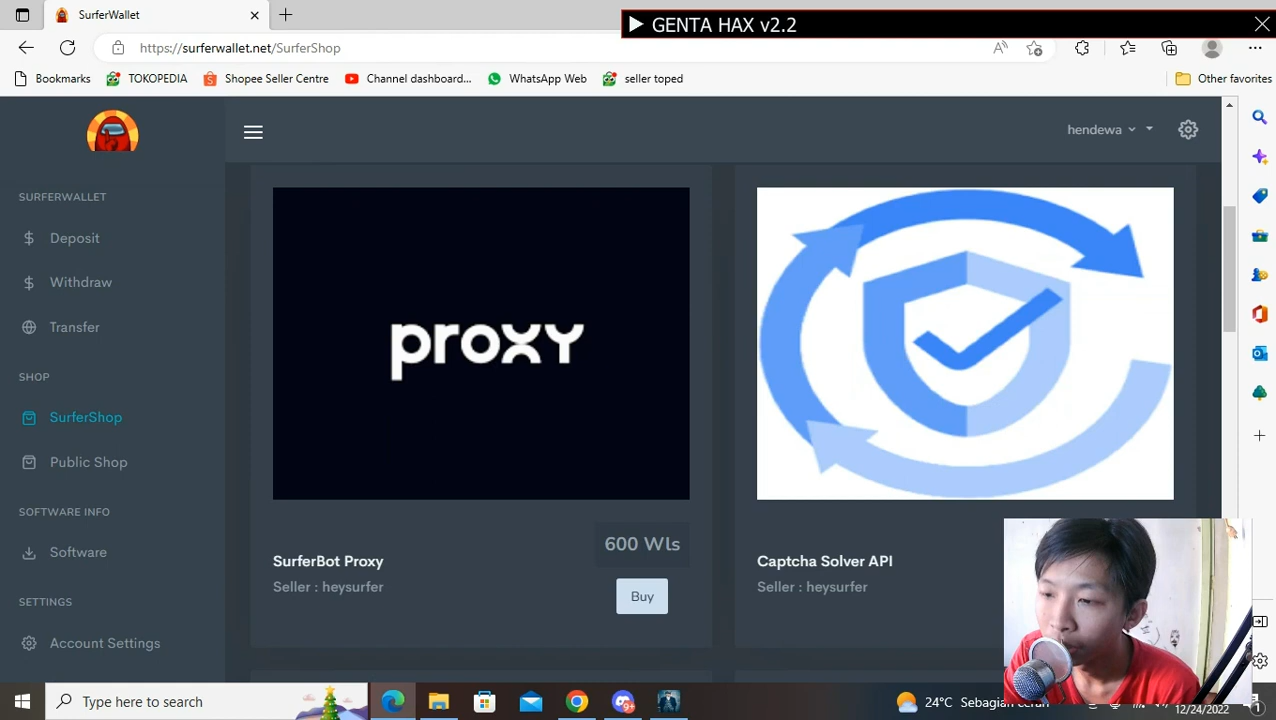 SurferWallet
GENTA HAX v2.2
https://surferwallet.net/SurferShop
Bookmarks
TOKOPEDIA
Shopee Seller Centre
Channel dashboard...
WhatsApp Web
seller toped
Other favorites
hendewa
SURFERWALLET
Deposit
Withdraw
Transfer
SHOP
SurferShop
Public Shop
SOFTWARE INFO
Software
SETTINGS
Account Settings
proxy
600 Wls
SurferBot Proxy
Seller : heysurfer
Buy
Captcha Solver API
Seller : heysurfer
Type here to search
24°C Sebagian cerah
12/24/2022
1